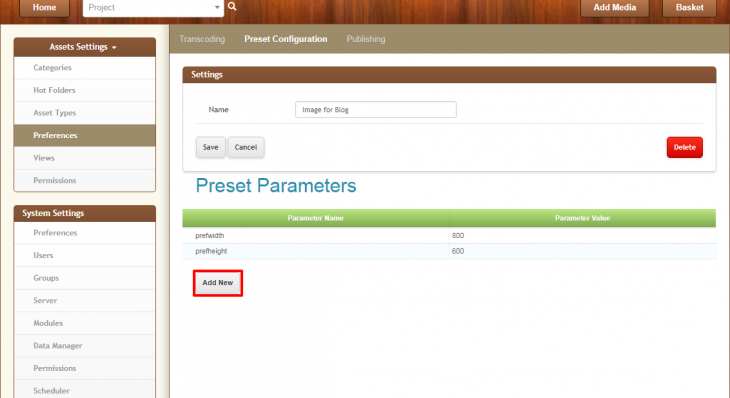 Home
Project
Add Media
Basket
Assets Settings
Categories
Hot Folders
Asset Types
Preferences
Views
Permissions
System Settings
Preferences
Users
Groups
Server
Modules
Data Manager
Permissions
Scheduler
Transcoding Preset Configuration Publishing
Settings
Name Image for Blog
Save Cancel Delete
Preset Parameters
Parameter Name Parameter Value
prefwidth 800
prefheight 600
Add New